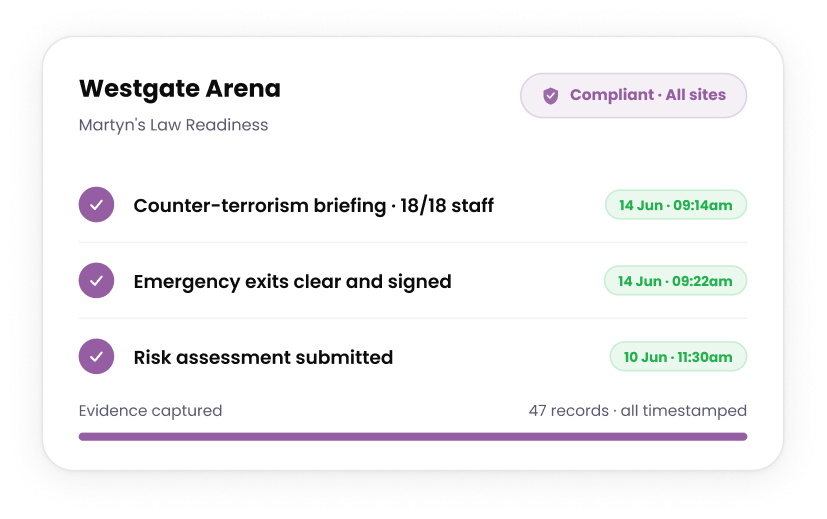 Westgate Arena
Compliant · All sites
Martyn's Law Readiness
Counter-terrorism briefing · 18/18 staff
14 Jun · 09:14am
Emergency exits clear and signed
14 Jun · 09:22am
Risk assessment submitted
10 Jun · 11:30am
Evidence captured
47 records · all timestamped